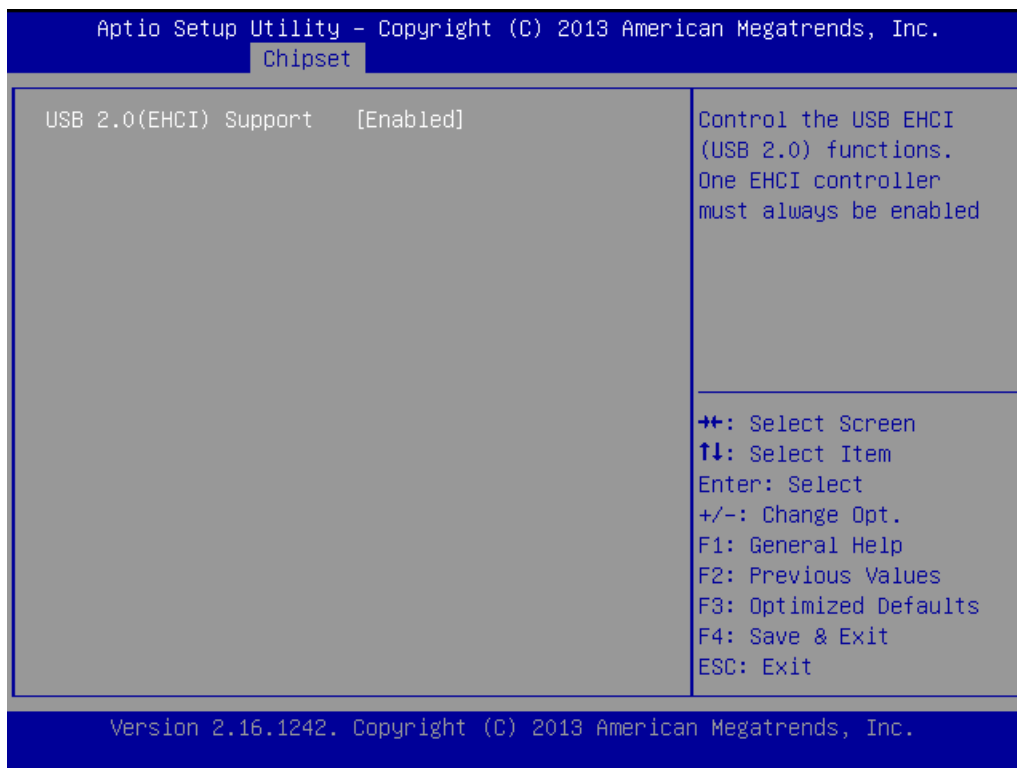 Aptio Setup Utility – Copyright (C) 2013 American Megatrends, Inc.
Chipset
USB 2.0(EHCI) Support [Enabled]
Control the USB EHCI
(USB 2.0) functions.
One EHCI controller
must always be enabled
→←: Select Screen
↑↓: Select Item
Enter: Select
+/-: Change Opt.
F1: General Help
F2: Previous Values
F3: Optimized Defaults
F4: Save & Exit
ESC: Exit
Version 2.16.1242. Copyright (C) 2013 American Megatrends, Inc.